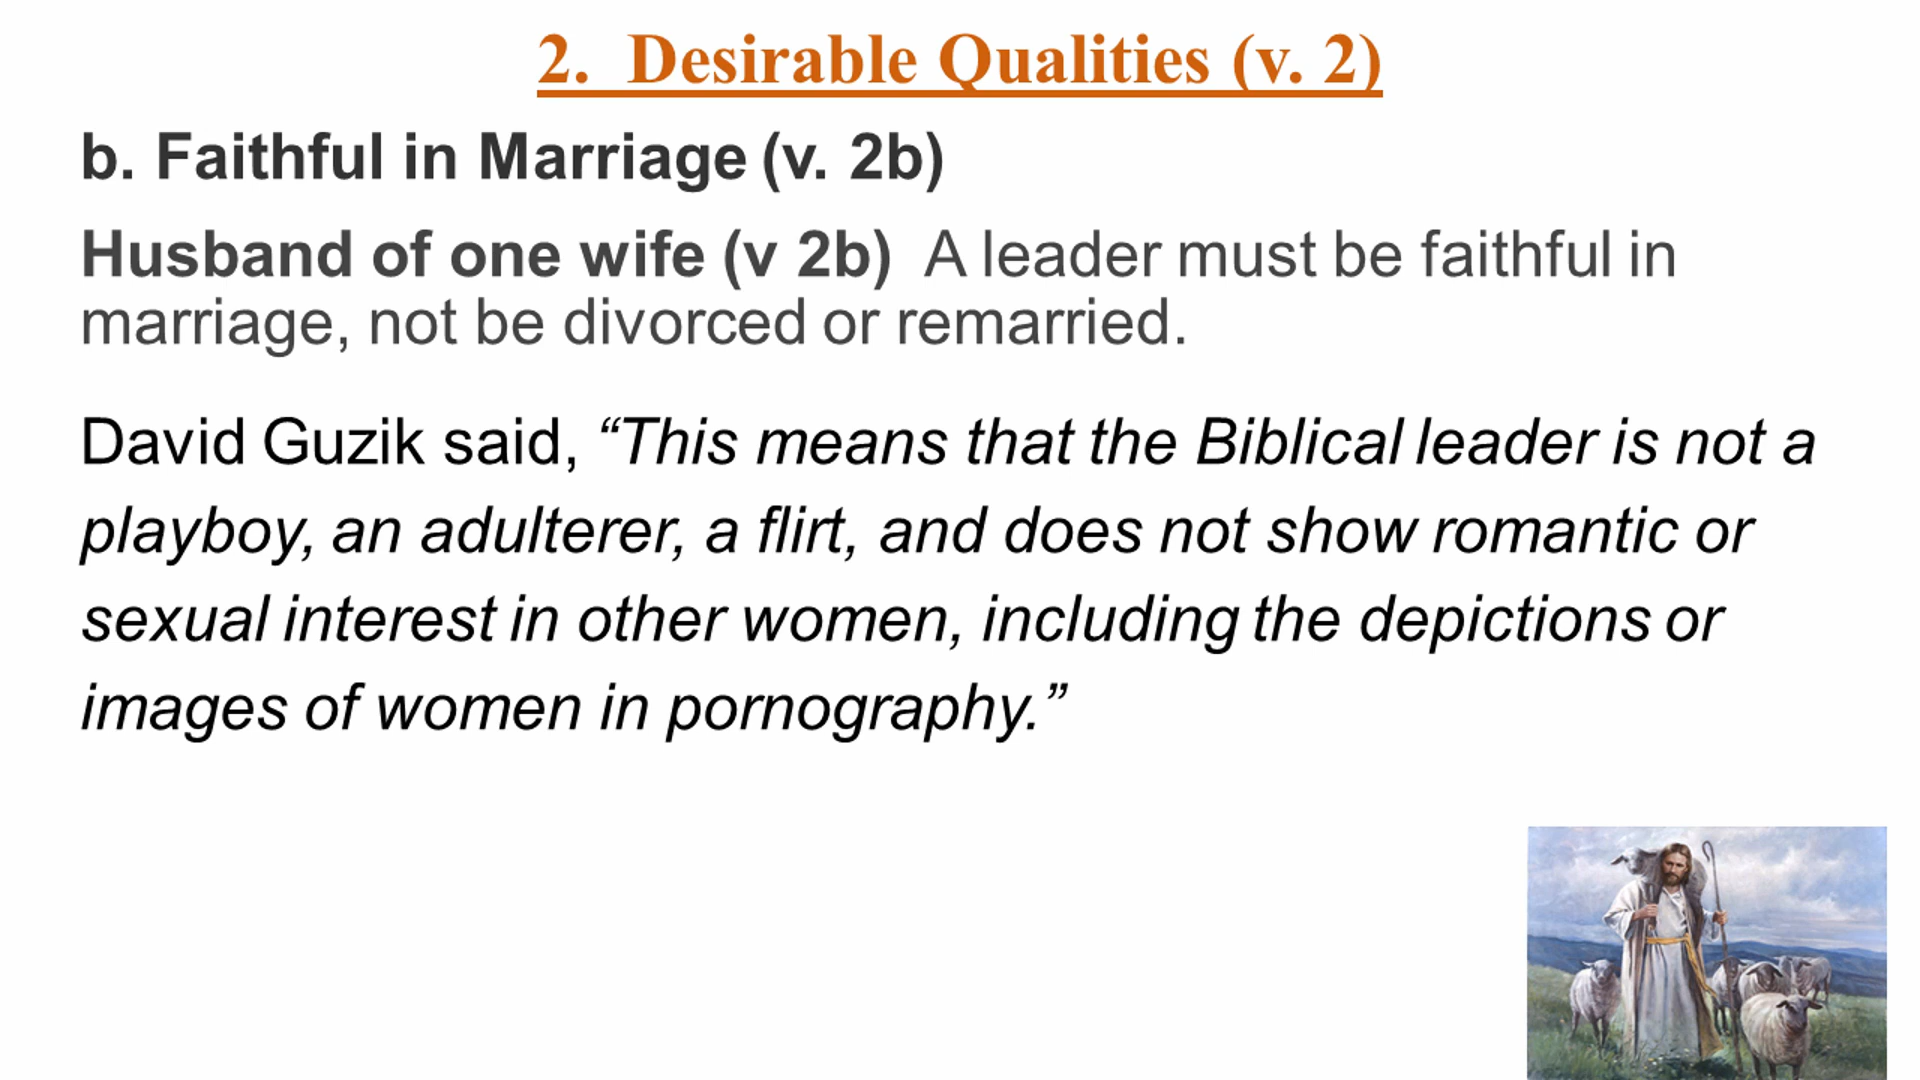 2.  Desirable Qualities (v. 2)
b. Faithful in Marriage (v. 2b)
Husband of one wife (v 2b)  A leader must be faithful in
marriage, not be divorced or remarried.
David Guzik said, “This means that the Biblical leader is not a
playboy, an adulterer, a flirt, and does not show romantic or
sexual interest in other women, including the depictions or
images of women in pornography.”